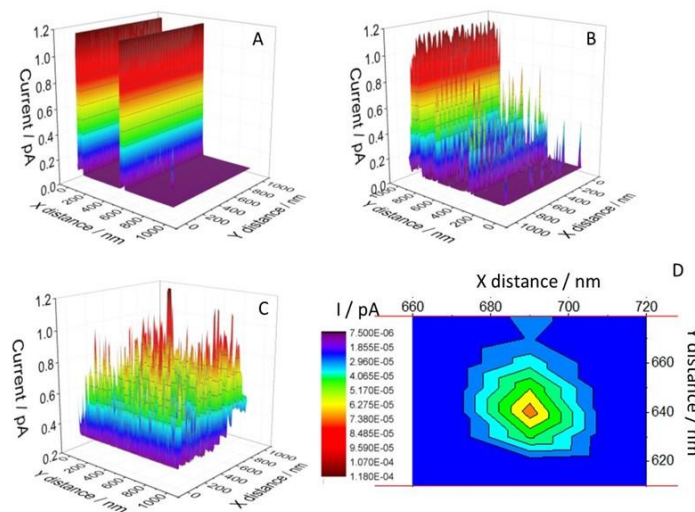 A
Current / pA
1.2
1.0
0.8
0.6
0.4
0.2
0.0
0
200
400
600
800
1000
X distance / nm
0
200
400
600
800
1000
Y distance / nm
B
Current / pA
1.2
1.0
0.8
0.6
0.4
0.2
0.0
1000
800
600
400
200
0
Y distance / nm
1000
800
600
400
200
0
X distance / nm
C
Current / pA
1.2
1.0
0.8
0.6
0.4
0.2
0
200
400
600
800
1000
Y distance / nm
0
200
400
600
800
1000
X distance / nm
D
X distance / nm
660
680
700
720
I / pA
7.500E-06
1.855E-05
2.960E-05
4.065E-05
5.170E-05
6.275E-05
7.380E-05
8.485E-05
9.590E-05
1.070E-04
1.180E-04
660
640
620
Y distance / nm